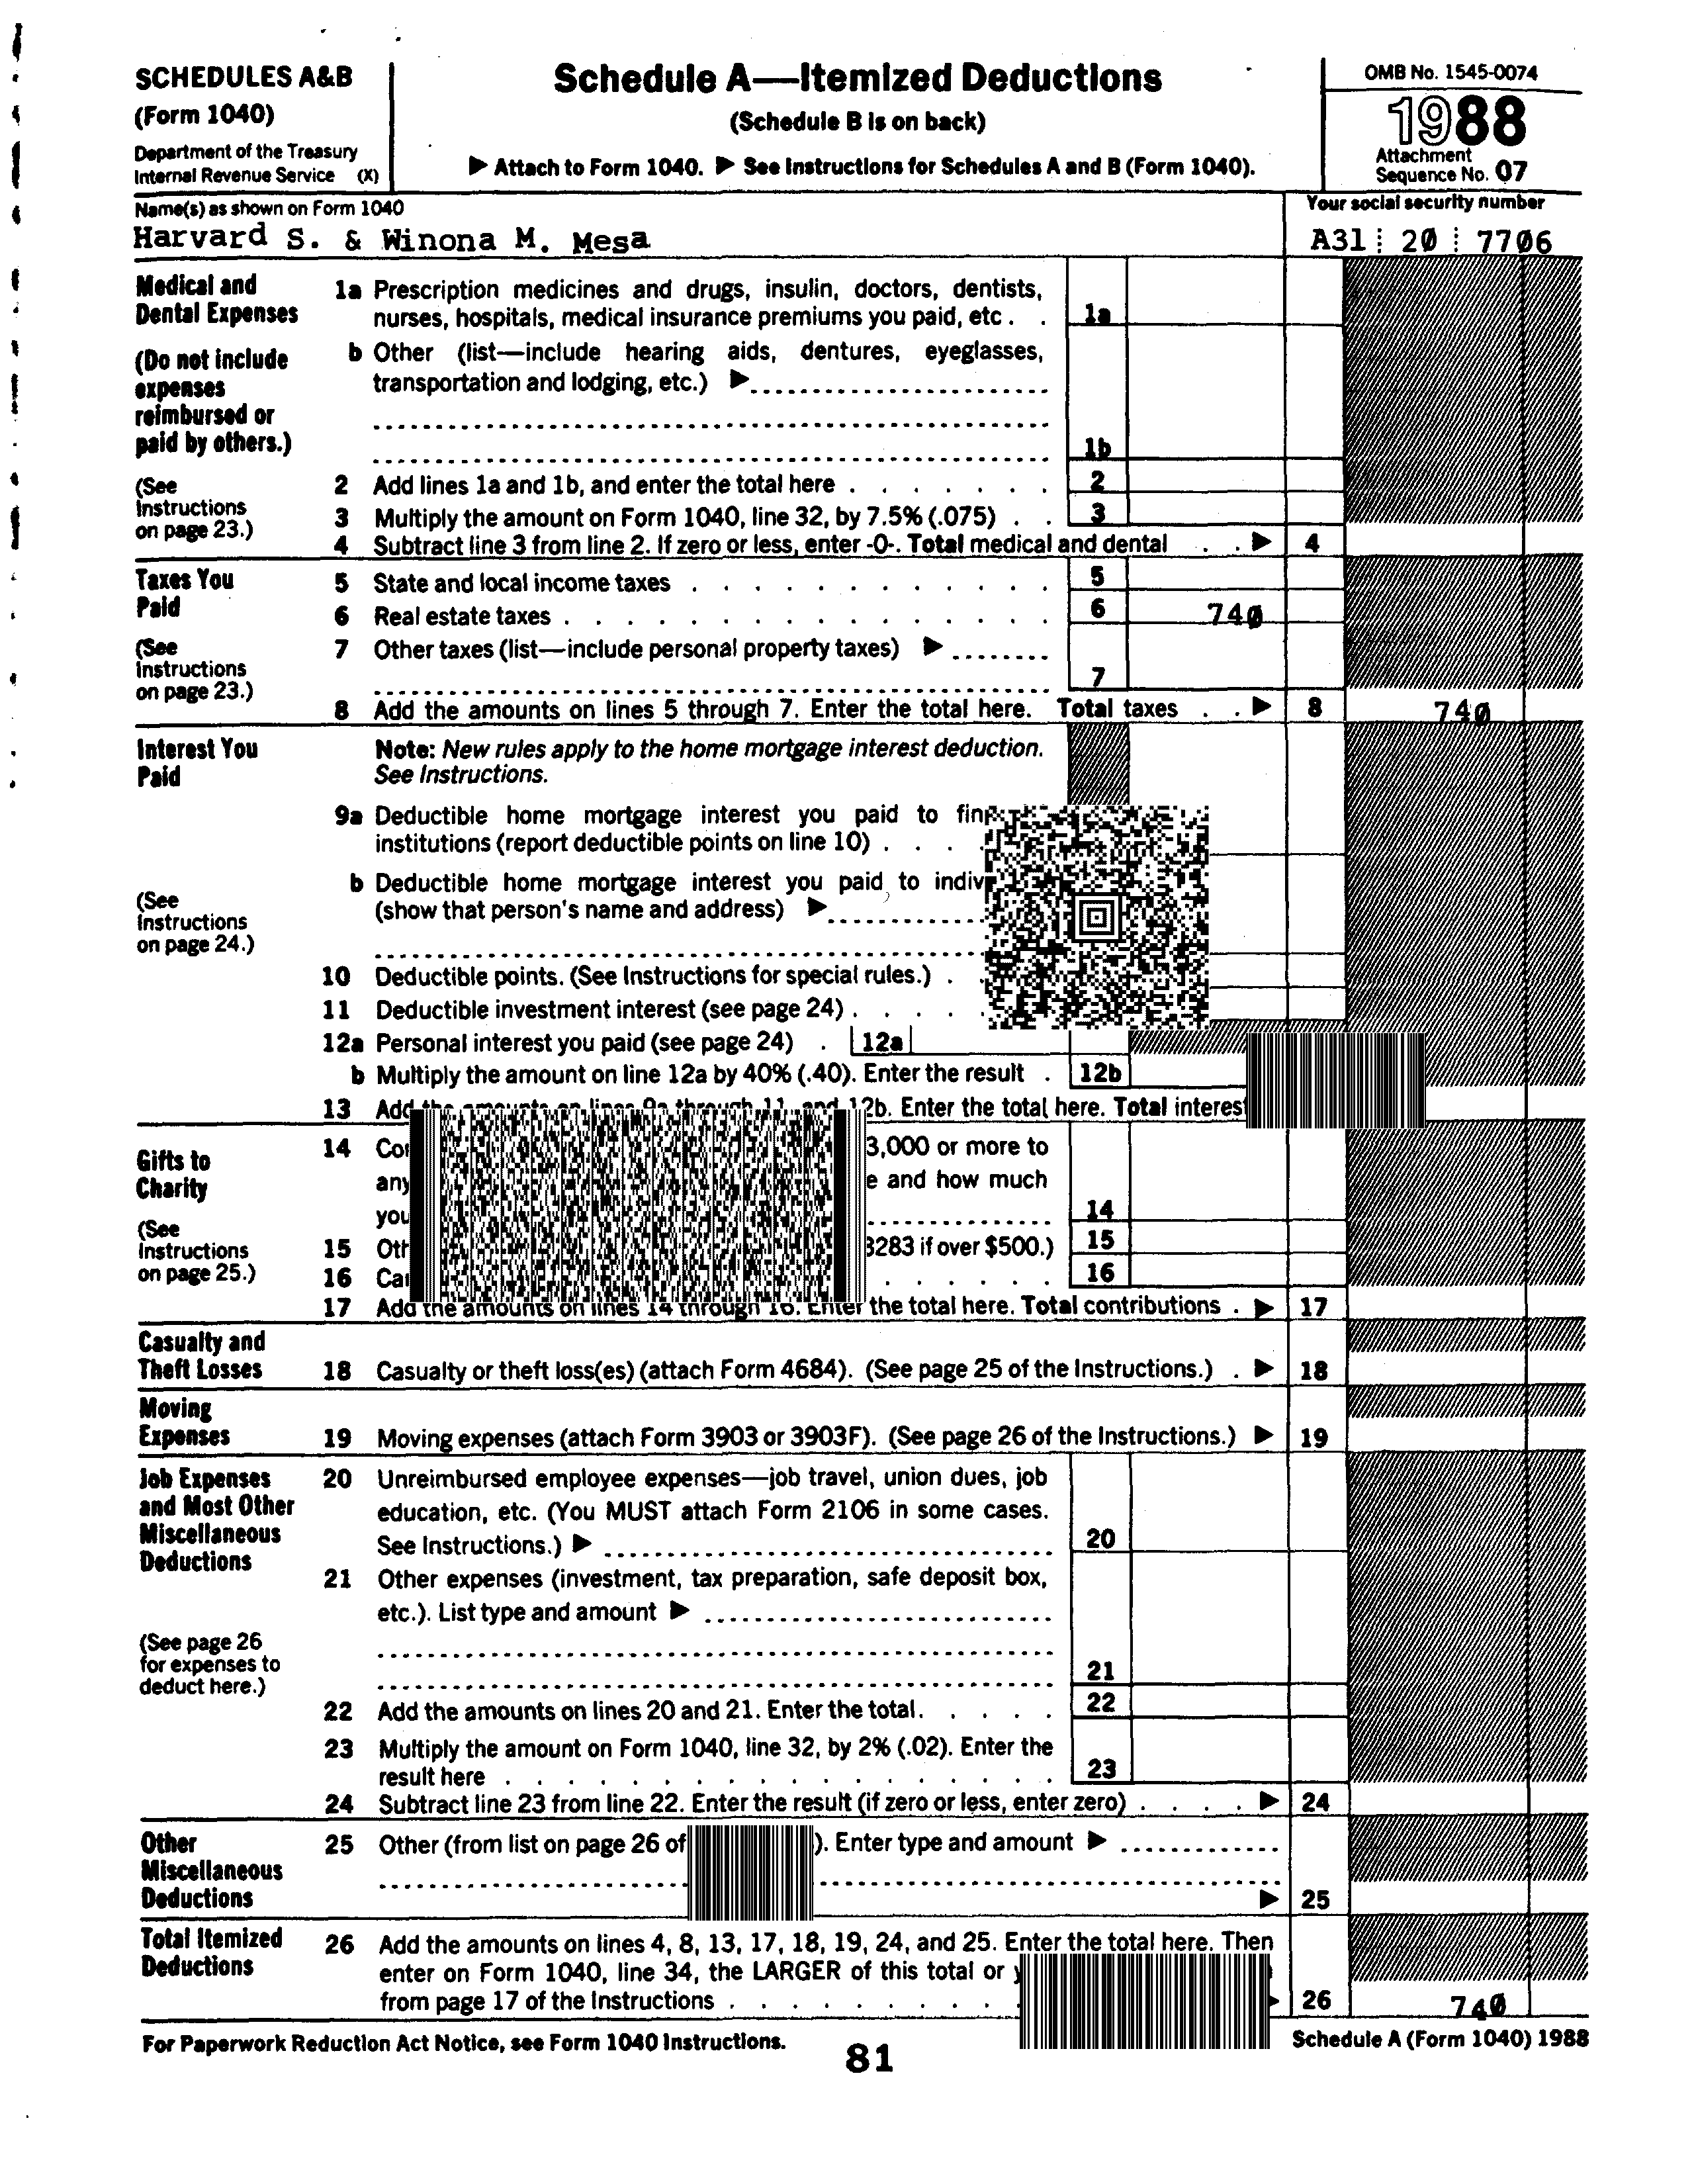 SCHEDULES A&B
(Form 1040)
Department of the Treasury
Internal Revenue Service (X)
Schedule A—Itemized Deductions
(Schedule B is on back)
▶ Attach to Form 1040. ▶ See Instructions for Schedules A and B (Form 1040).
OMB No. 1545-0074
1988
Attachment
Sequence No. 07
Name(s) as shown on Form 1040
Harvard S. & Winona M. Mesa
Your social security number
A31 20 7706
Medical and
Dental Expenses
(Do not include
expenses
reimbursed or
paid by others.)
(See
Instructions
on page 23.)
1a Prescription medicines and drugs, insulin, doctors, dentists,
nurses, hospitals, medical insurance premiums you paid, etc . . 1a
b Other (list—include hearing aids, dentures, eyeglasses,
transportation and lodging, etc.) ▶
1b
2 Add lines 1a and 1b, and enter the total here . . . . . . . 2
3 Multiply the amount on Form 1040, line 32, by 7.5% (.075) . . 3
4 Subtract line 3 from line 2. If zero or less, enter -0-. Total medical and dental . . ▶ 4
Taxes You
Paid
(See
Instructions
on page 23.)
5 State and local income taxes . . . . . . . . . . . . 5
6 Real estate taxes . . . . . . . . . . . . . . . . 6 740
7 Other taxes (list—include personal property taxes) ▶
7
8 Add the amounts on lines 5 through 7. Enter the total here. Total taxes . . ▶ 8 740
Interest You
Paid
(See
Instructions
on page 24.)
Note: New rules apply to the home mortgage interest deduction.
See Instructions.
9a Deductible home mortgage interest you paid to
institutions (report deductible points on line 10) . . . .
b Deductible home mortgage interest you paid to
(show that person's name and address) ▶
10 Deductible points. (See Instructions for special rules.) . .
11 Deductible investment interest (see page 24) . . . . .
12a Personal interest you paid (see page 24) . 12a
b Multiply the amount on line 12a by 40% (.40). Enter the result . 12b
13 Add the amounts on lines 9a through 11, and 12b. Enter the total here. Total interest
Gifts to
Charity
(See
Instructions
on page 25.)
14 3,000 or more to
any e and how much
14
15 8283 if over $500.) 15
16 . . . . . 16
17 Add the amounts on lines 14 through 16. Enter the total here. Total contributions . ▶ 17
Casualty and
Theft Losses
18 Casualty or theft loss(es) (attach Form 4684). (See page 25 of the Instructions.) . ▶ 18
Moving
Expenses
19 Moving expenses (attach Form 3903 or 3903F). (See page 26 of the Instructions.) ▶ 19
Job Expenses
and Most Other
Miscellaneous
Deductions
(See page 26
for expenses to
deduct here.)
20 Unreimbursed employee expenses—job travel, union dues, job
education, etc. (You MUST attach Form 2106 in some cases.
See Instructions.) ▶ 20
21 Other expenses (investment, tax preparation, safe deposit box,
etc.). List type and amount ▶
21
22 Add the amounts on lines 20 and 21. Enter the total. . . . . 22
23 Multiply the amount on Form 1040, line 32, by 2% (.02). Enter the
result here . . . . . . . . . . . . . . . . . . 23
24 Subtract line 23 from line 22. Enter the result (if zero or less, enter zero) . . . . ▶ 24
Other
Miscellaneous
Deductions
25 Other (from list on page 26 of ). Enter type and amount ▶
▶ 25
Total Itemized
Deductions
26 Add the amounts on lines 4, 8, 13, 17, 18, 19, 24, and 25. Enter the total here. Then
enter on Form 1040, line 34, the LARGER of this total or
from page 17 of the Instructions . . . . . . . . . ▶ 26 740
For Paperwork Reduction Act Notice, see Form 1040 Instructions.
81
Schedule A (Form 1040) 1988